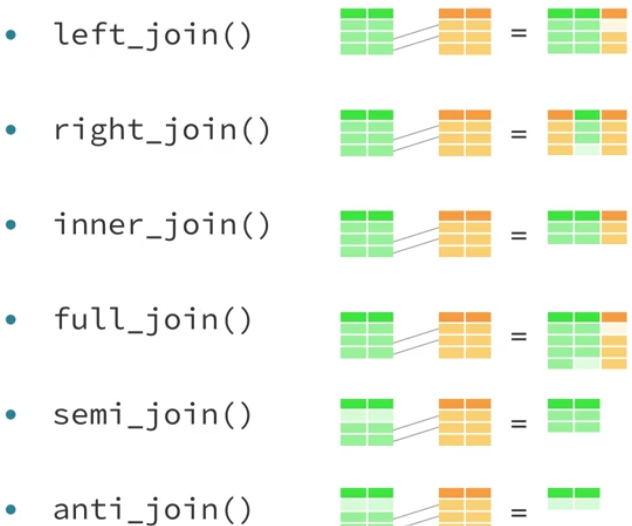 • left_join() =
• right_join() =
• inner_join() =
• full_join() =
• semi_join() =
• anti_join() =